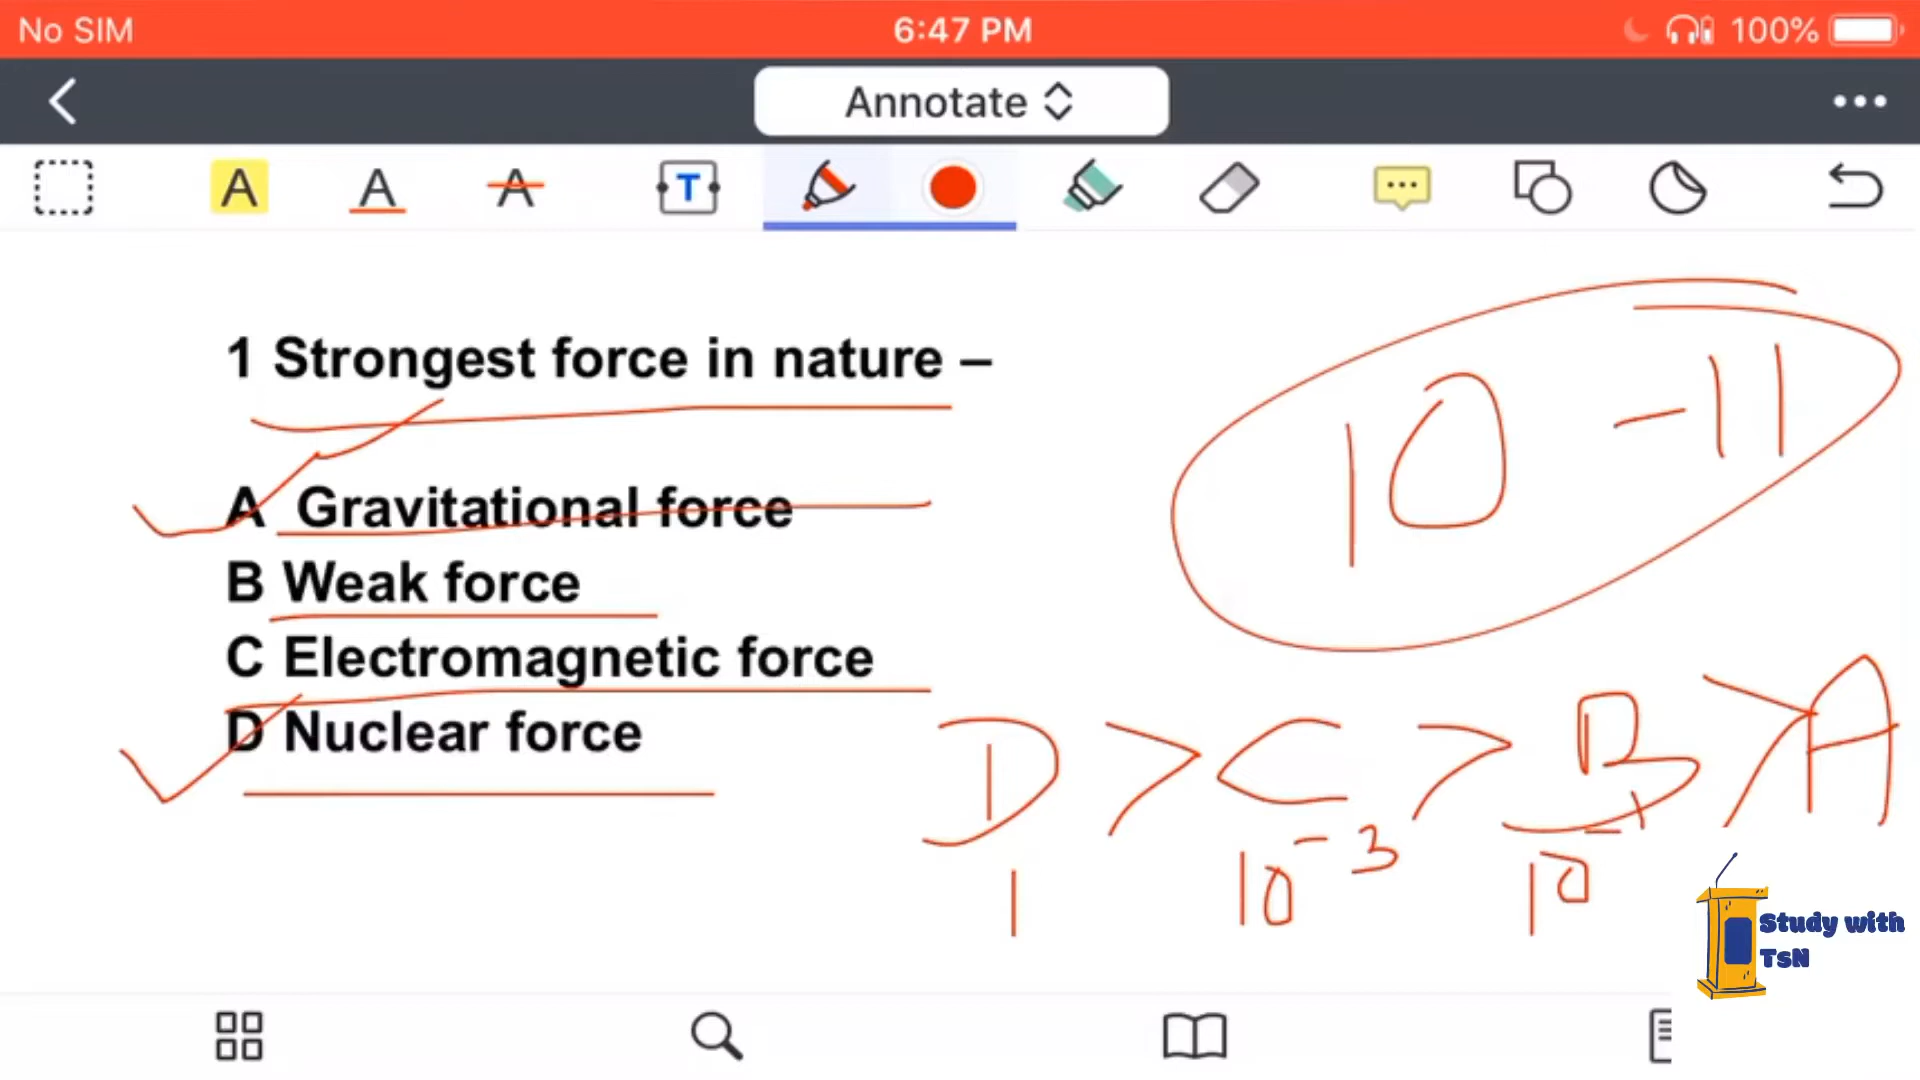 No SIM 6:47 PM 100%
Annotate
A A A T
1 Strongest force in nature –
A Gravitational force
B Weak force
C Electromagnetic force
D Nuclear force
10 -11
D > C > B > A
1 10 -3 10 -
Study with
TsN